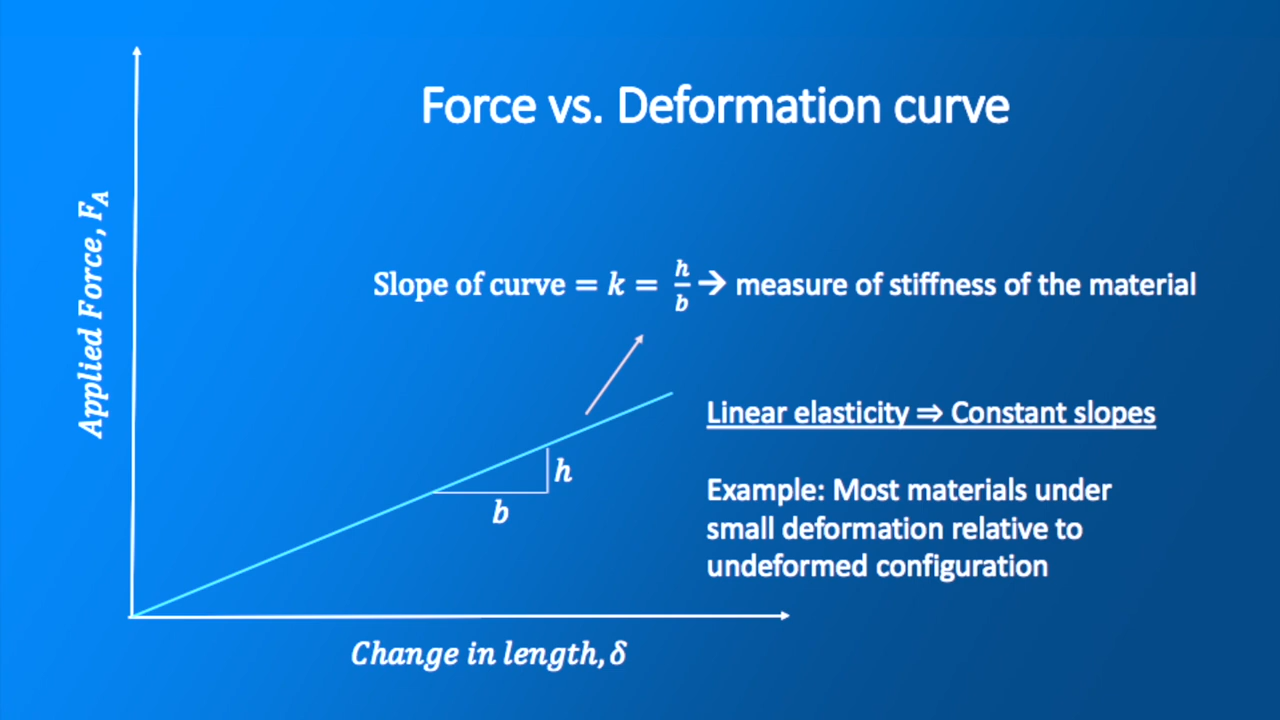 Force vs. Deformation curve
Applied Force, F_A
Slope of curve = k = h/b → measure of stiffness of the material
Linear elasticity ⇒ Constant slopes
h
b
Example: Most materials under
small deformation relative to
undeformed configuration
Change in length, δ